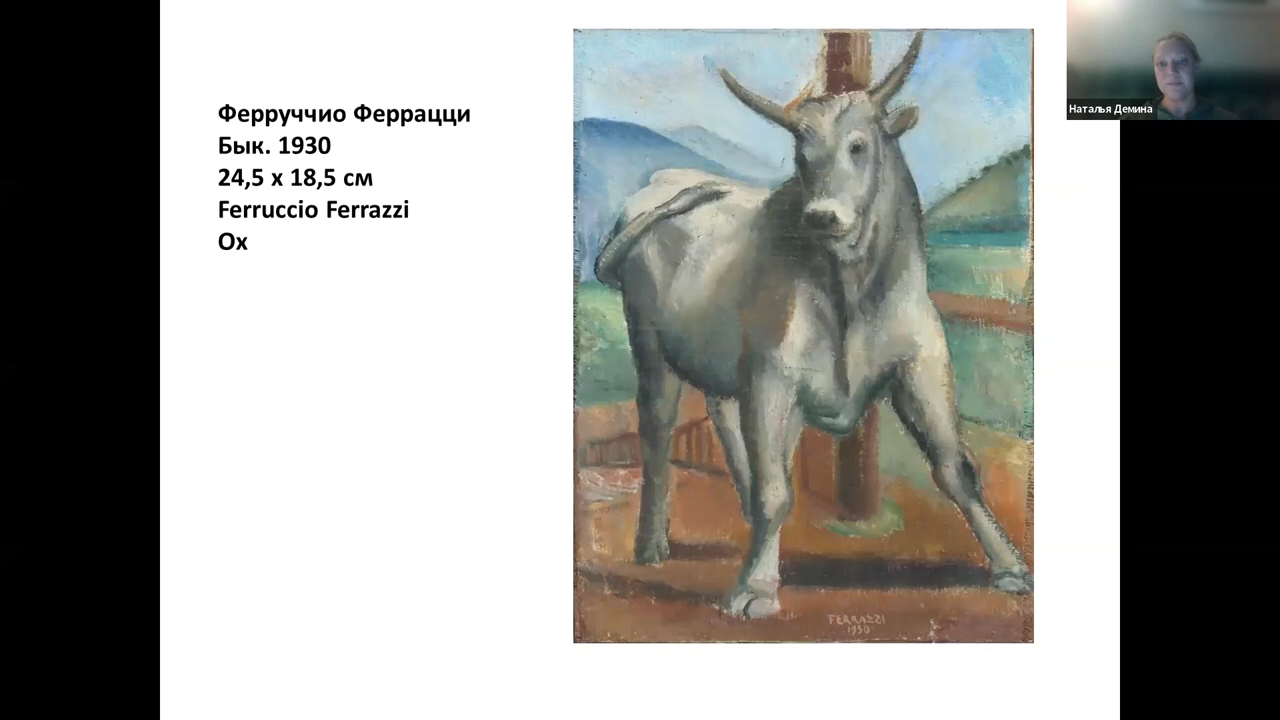 Ферруччио Феррацци
Бык. 1930
24,5 х 18,5 см
Ferruccio Ferrazzi
Ox
FERRAZZI
1930
Наталья Демина